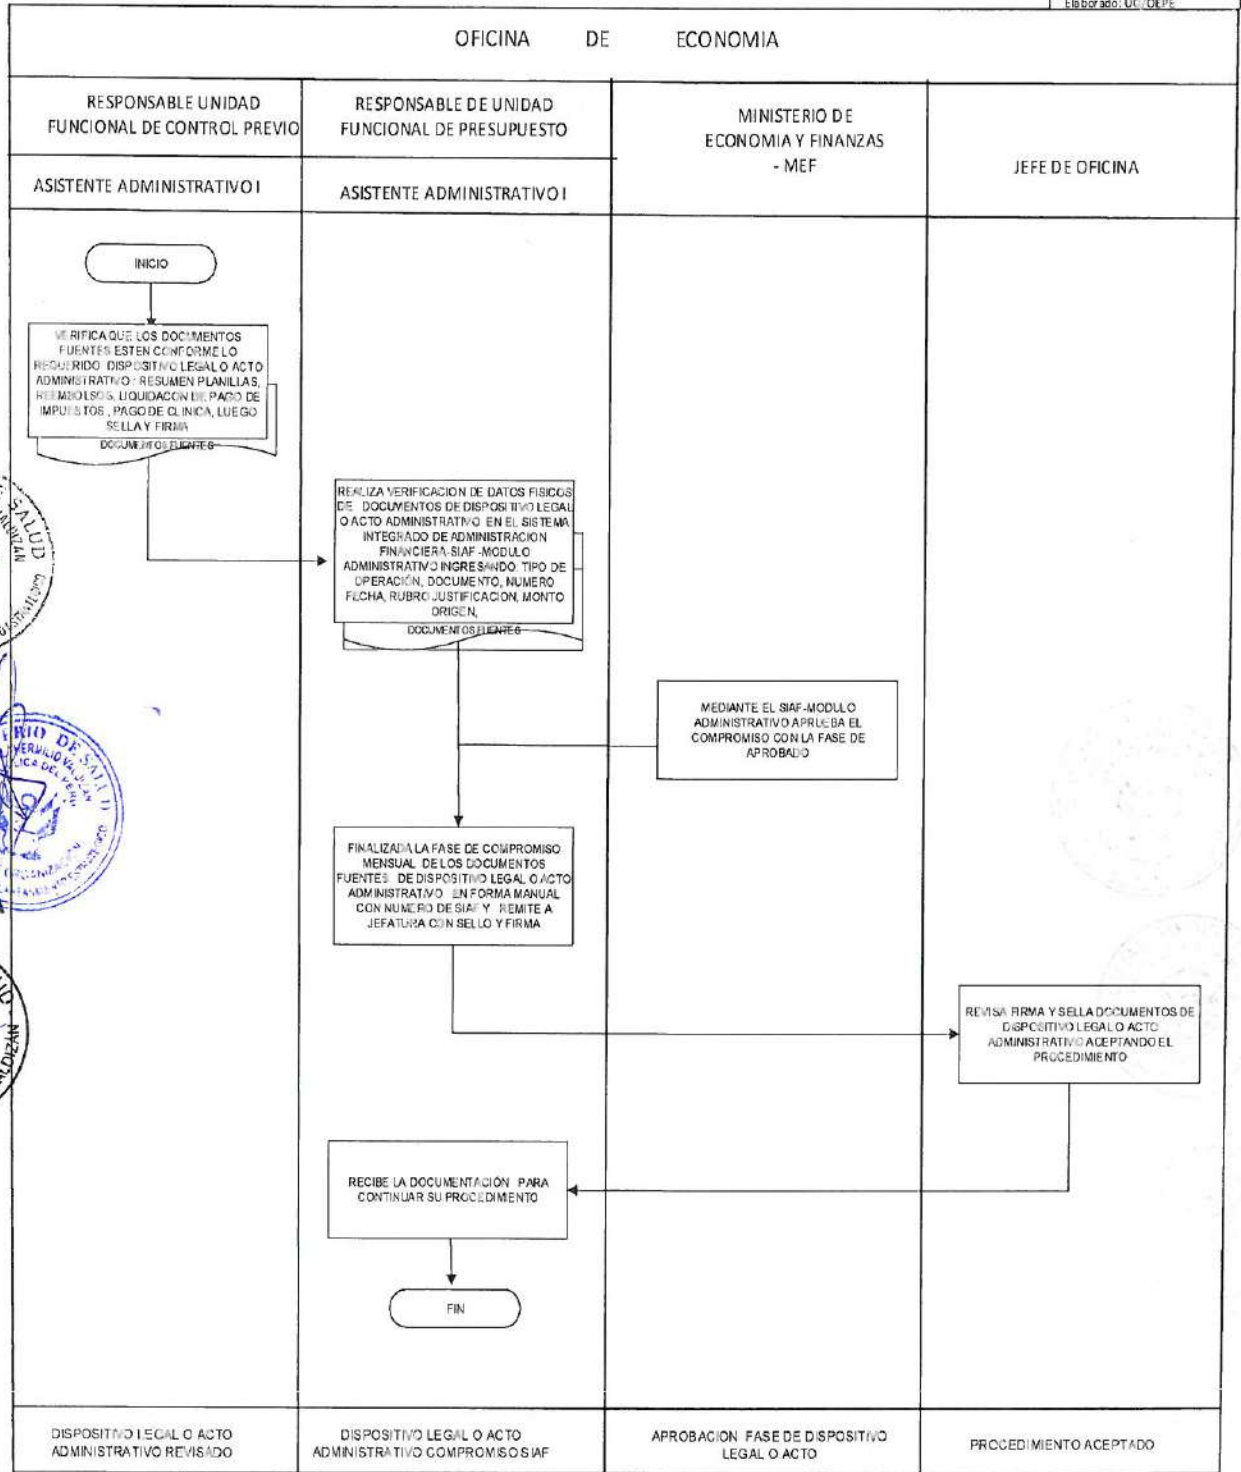 Elaborado: UO/OEPE
OFICINA DE ECONOMIA
RESPONSABLE UNIDAD
FUNCIONAL DE CONTROL PREVIO
RESPONSABLE DE UNIDAD
FUNCIONAL DE PRESUPUESTO
MINISTERIO DE
ECONOMIA Y FINANZAS
- MEF
JEFE DE OFICINA
ASISTENTE ADMINISTRATIVO I
ASISTENTE ADMINISTRATIVO I
INICIO
VERIFICA QUE LOS DOCUMENTOS
FUENTES ESTEN CONFORME LO
REQUERIDO DISPOSITIVO LEGAL O ACTO
ADMINISTRATIVO : RESUMEN PLANILLAS,
REEMBOLSOS, LIQUIDACON DE PAGO DE
IMPUESTOS , PAGO DE CLINICA, LUEGO
SELLA Y FIRMA
DOCUMENTOS FUENTES
REALIZA VERIFICACION DE DATOS FISICOS
DE DOCUMENTOS DE DISPOSITIVO LEGAL
O ACTO ADMINISTRATIVO EN EL SISTEMA
INTEGRADO DE ADMINISTRACION
FINANCIERA-SIAF -MODULO
ADMINISTRATIVO INGRESANDO: TIPO DE
OPERACIÓN, DOCUMENTO, NUMERO
FECHA, RUBRO JUSTIFICACION, MONTO
ORIGEN,
DOCUMENTOS FUENTES
MEDIANTE EL SIAF-MODULO
ADMINISTRATIVO APRUEBA EL
COMPROMISO CON LA FASE DE
APROBADO
FINALIZADA LA FASE DE COMPROMISO
MENSUAL DE LOS DOCUMENTOS
FUENTES DE DISPOSITIVO LEGAL O ACTO
ADMINISTRATIVO EN FORMA MANUAL
CON NUMERO DE SIAF Y REMITE A
JEFATURA CON SELLO Y FIRMA
REVISA FIRMA Y SELLA DOCUMENTOS DE
DISPOSITIVO LEGAL O ACTO
ADMINISTRATIVO ACEPTANDO EL
PROCEDIMIENTO
RECIBE LA DOCUMENTACIÓN PARA
CONTINUAR SU PROCEDIMIENTO
FIN
DISPOSITIVO LEGAL O ACTO
ADMINISTRATIVO REVISADO
DISPOSITIVO LEGAL O ACTO
ADMINISTRATIVO COMPROMISO SIAF
APROBACION FASE DE DISPOSITIVO
LEGAL O ACTO
PROCEDIMIENTO ACEPTADO
SALUD
DE SALUD